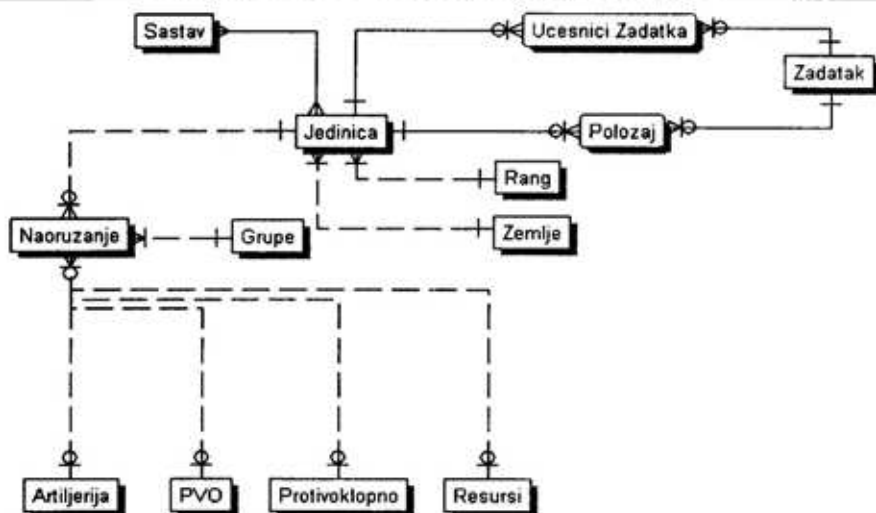 Sastav
Ucesnici Zadatka
Zadatak
Jedinica
Polozaj
Rang
Naoruzanje
Grupe
Zemlje
Artiljerija
PVO
Protivoklopno
Resursi